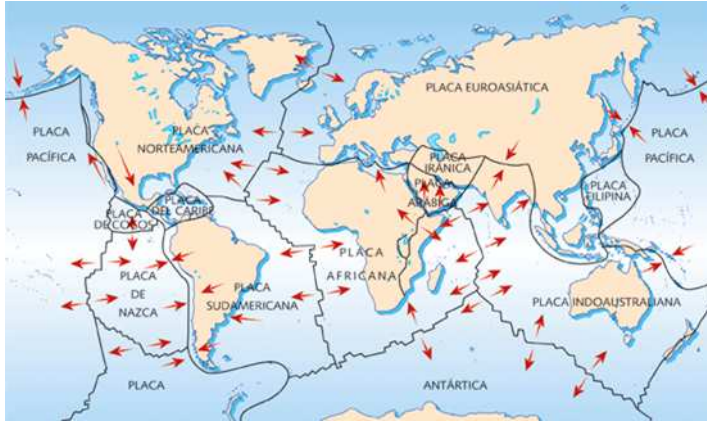 PLACA EUROASIÁTICA
PLACA
PACÍFICA
PLACA
NORTEAMERICANA
PLACA
IRÁNICA
PLACA
ARÁBIGA
PLACA
PACÍFICA
PLACA
FILIPINA
PLACA
DE COCOS
PLACA
DEL CARIBE
PLACA
DE
NAZCA
PLACA
SUDAMERICANA
PLACA
AFRICANA
PLACA INDOAUSTRALIANA
PLACA
ANTÁRTICA